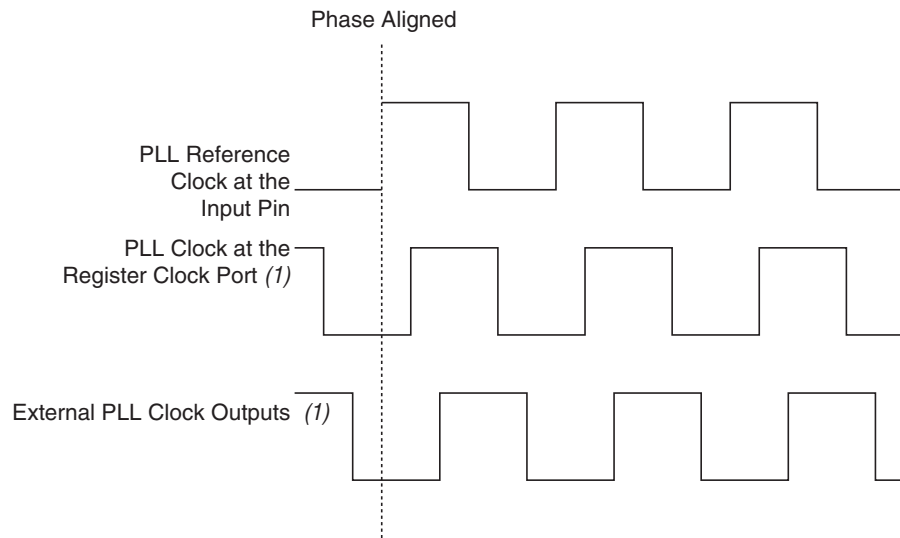 Phase Aligned
PLL Reference
Clock at the
Input Pin
PLL Clock at the
Register Clock Port (1)
External PLL Clock Outputs (1)